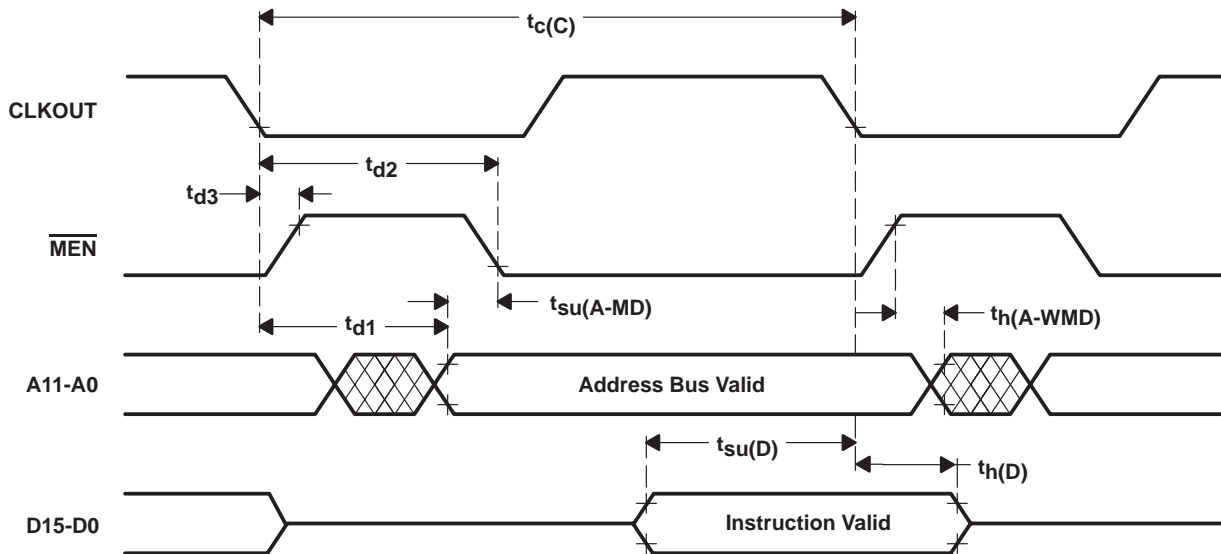 tc(C)
CLKOUT
td2
td3
MEN
tsu(A-MD)
td1
th(A-WMD)
A11-A0
Address Bus Valid
tsu(D)
th(D)
D15-D0
Instruction Valid